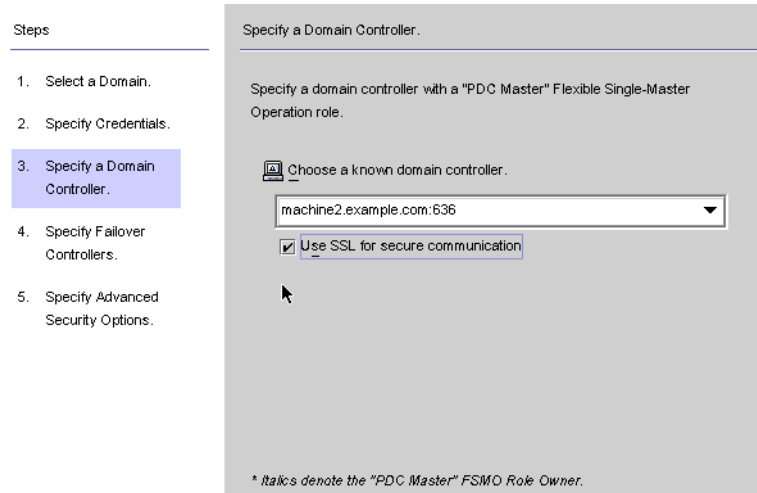 Steps
1. Select a Domain.
2. Specify Credentials.
3. Specify a Domain
Controller.
4. Specify Failover
Controllers.
5. Specify Advanced
Security Options.
Specify a Domain Controller.
Specify a domain controller with a "PDC Master" Flexible Single-Master
Operation role.
Choose a known domain controller.
machine2.example.com:636
Use SSL for secure communication
* Italics denote the "PDC Master" FSMO Role Owner.